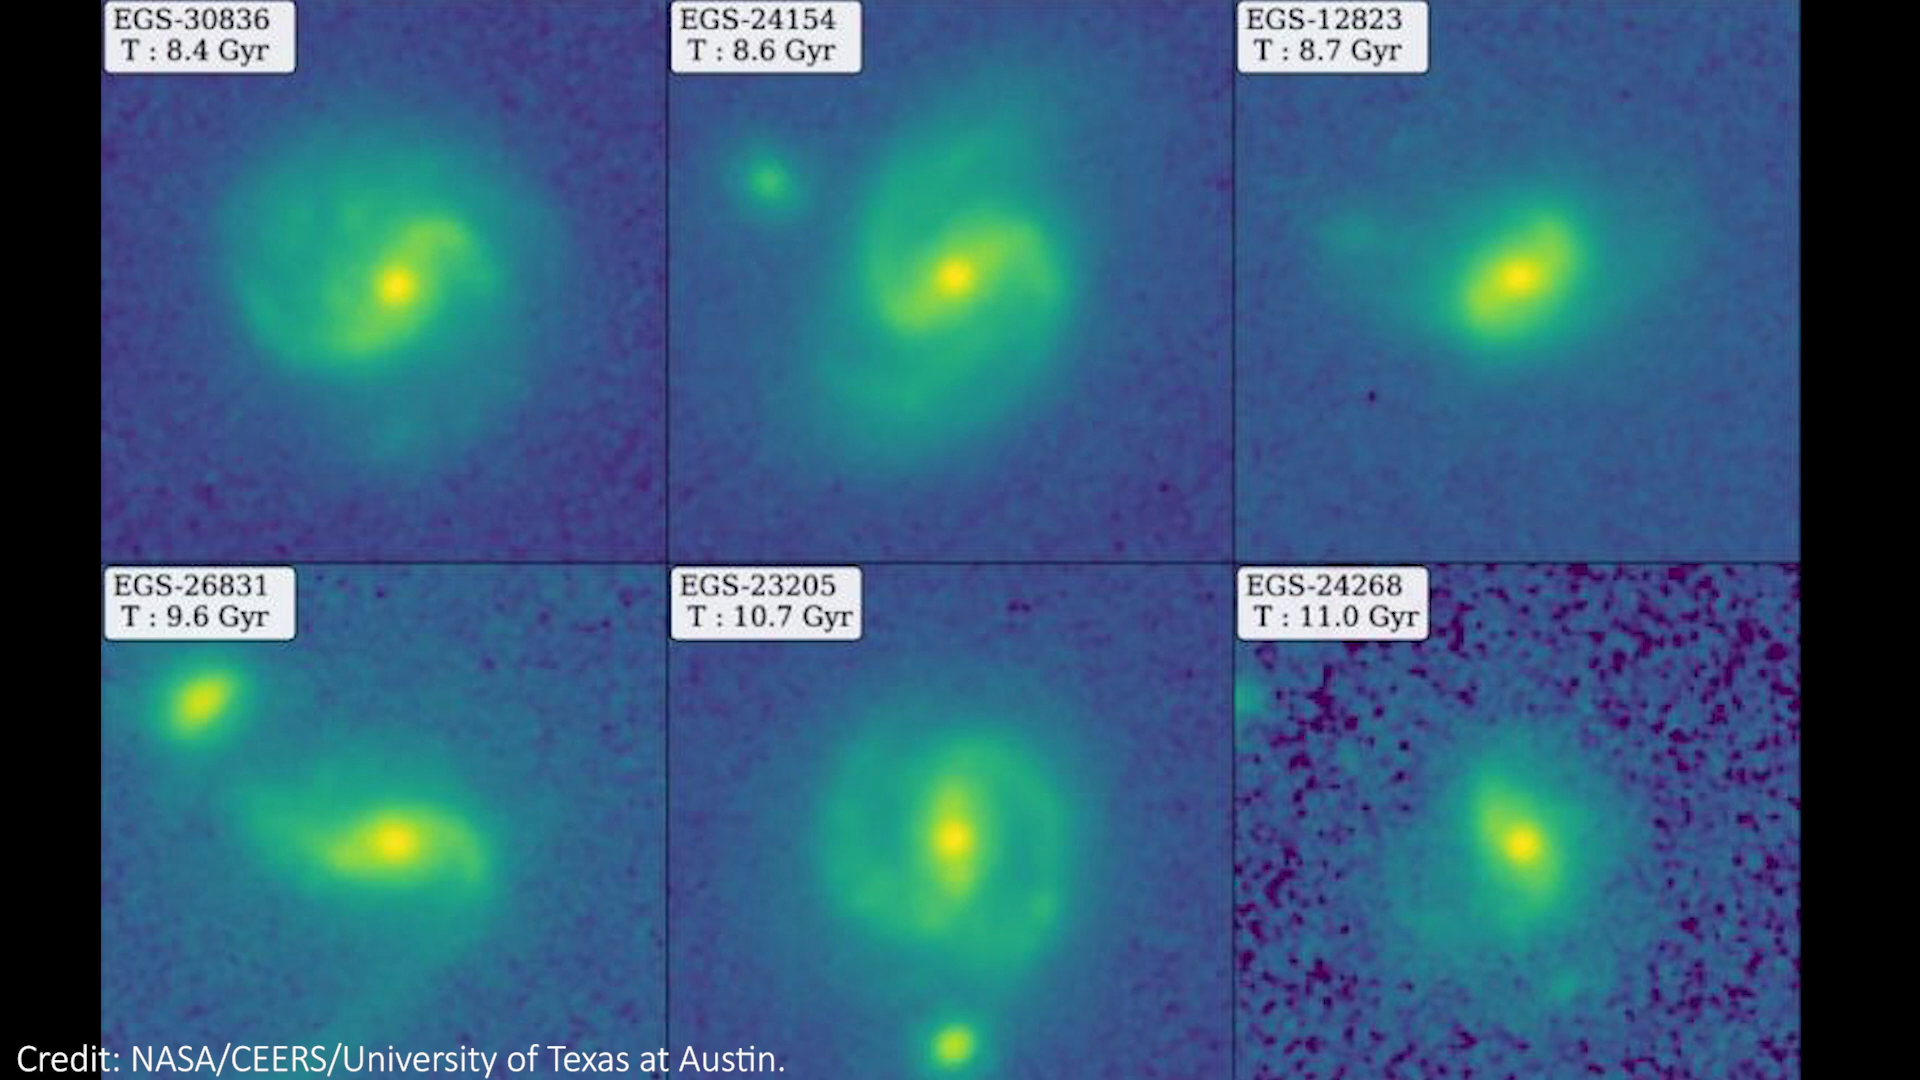 EGS-30836
T : 8.4 Gyr
EGS-24154
T : 8.6 Gyr
EGS-12823
T : 8.7 Gyr
EGS-26831
T : 9.6 Gyr
EGS-23205
T : 10.7 Gyr
EGS-24268
T : 11.0 Gyr
Credit: NASA/CEERS/University of Texas at Austin.